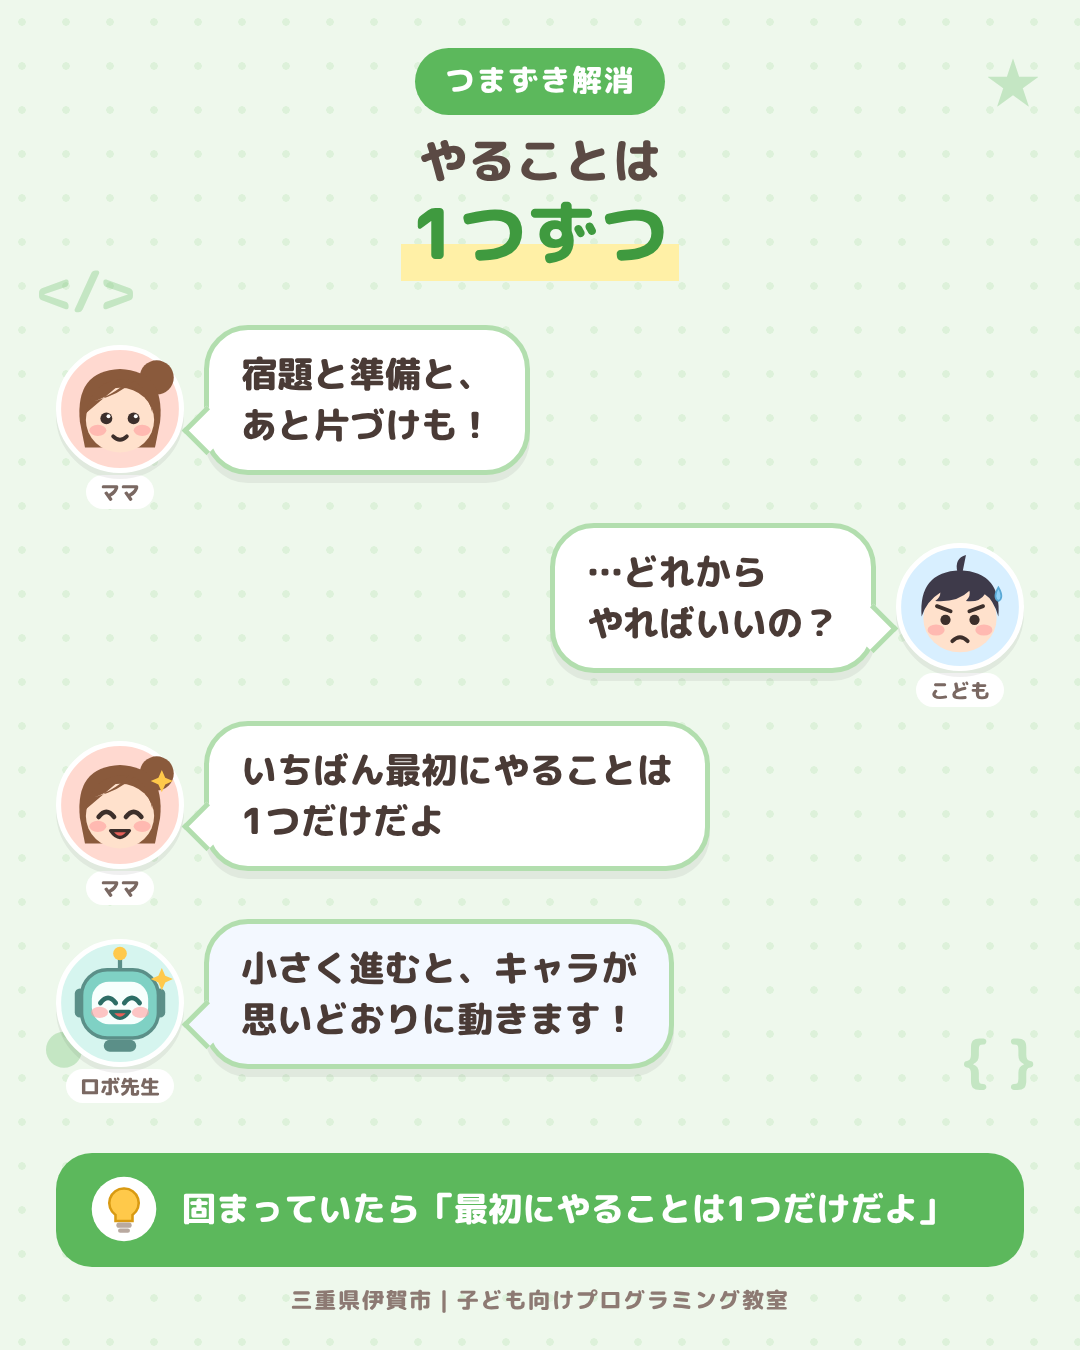 つまずき解消
やることは
1つずつ
</>
宿題と準備と、
あと片づけも！
ママ
…どれから
やればいいの？
こども
いちばん最初にやることは
1つだけだよ
ママ
小さく進むと、キャラが
思いどおりに動きます！
ロボ先生
{ }
固まっていたら「最初にやることは1つだけだよ」
三重県伊賀市｜子ども向けプログラミング教室